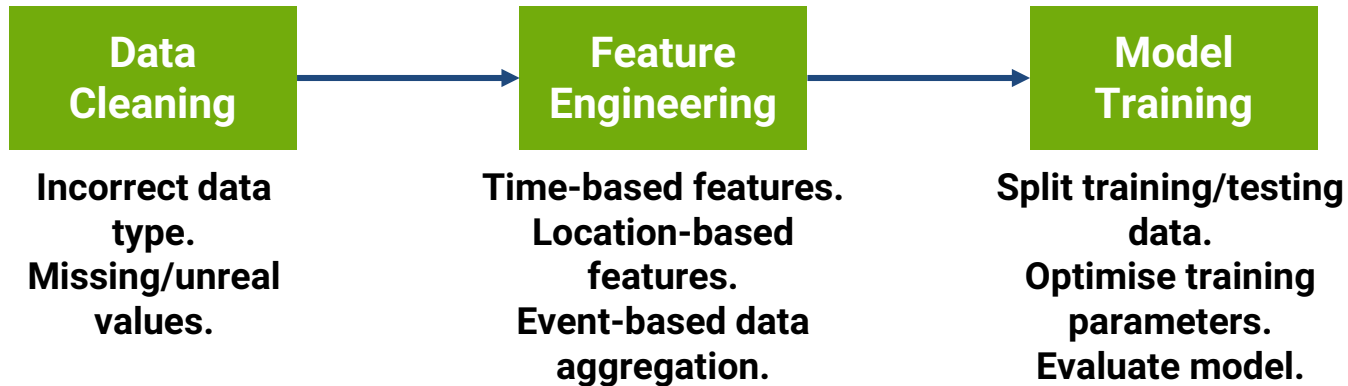 Data
Cleaning
Feature
Engineering
Model
Training
Incorrect data
type.
Missing/unreal
values.
Time-based features.
Location-based
features.
Event-based data
aggregation.
Split training/testing
data.
Optimise training
parameters.
Evaluate model.